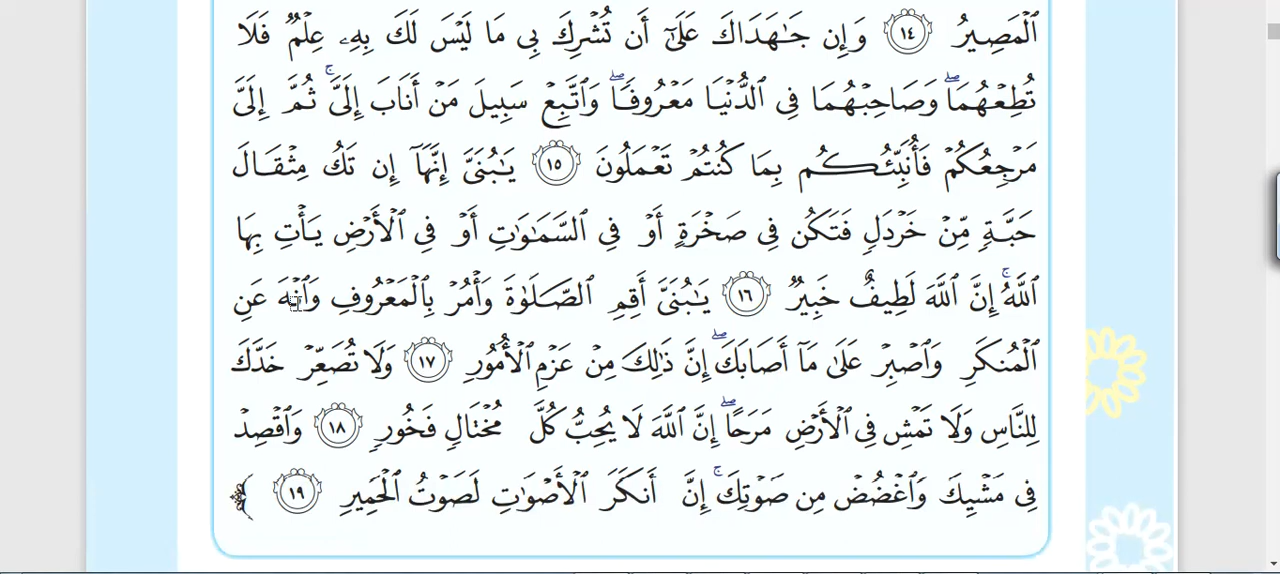 ٱلْمَصِيرُ ١٤ وَإِن جَـٰهَدَاكَ عَلَىٰٓ أَن تُشْرِكَ بِى مَا لَيْسَ لَكَ بِهِۦ عِلْمٌ فَلَا
تُطِعْهُمَا ۖ وَصَاحِبْهُمَا فِى ٱلدُّنْيَا مَعْرُوفًا ۖ وَٱتَّبِعْ سَبِيلَ مَنْ أَنَابَ إِلَىَّ ۚ ثُمَّ إِلَىَّ
مَرْجِعُكُمْ فَأُنَبِّئُكُم بِمَا كُنتُمْ تَعْمَلُونَ ١٥ يَـٰبُنَىَّ إِنَّهَآ إِن تَكُ مِثْقَالَ
حَبَّةٍ مِّنْ خَرْدَلٍ فَتَكُن فِى صَخْرَةٍ أَوْ فِى ٱلسَّمَـٰوَٰتِ أَوْ فِى ٱلْأَرْضِ يَأْتِ بِهَا
ٱللَّهُ ۚ إِنَّ ٱللَّهَ لَطِيفٌ خَبِيرٌ ١٦ يَـٰبُنَىَّ أَقِمِ ٱلصَّلَوٰةَ وَأْمُرْ بِٱلْمَعْرُوفِ وَٱنْهَ عَنِ
ٱلْمُنكَرِ وَٱصْبِرْ عَلَىٰ مَآ أَصَابَكَ ۖ إِنَّ ذَٰلِكَ مِنْ عَزْمِ ٱلْأُمُورِ ١٧ وَلَا تُصَعِّرْ خَدَّكَ
لِلنَّاسِ وَلَا تَمْشِ فِى ٱلْأَرْضِ مَرَحًا ۖ إِنَّ ٱللَّهَ لَا يُحِبُّ كُلَّ مُخْتَالٍ فَخُورٍ ١٨ وَٱقْصِدْ
فِى مَشْيِكَ وَٱغْضُضْ مِن صَوْتِكَ ۚ إِنَّ أَنكَرَ ٱلْأَصْوَٰتِ لَصَوْتُ ٱلْحَمِيرِ ١٩ ﴾